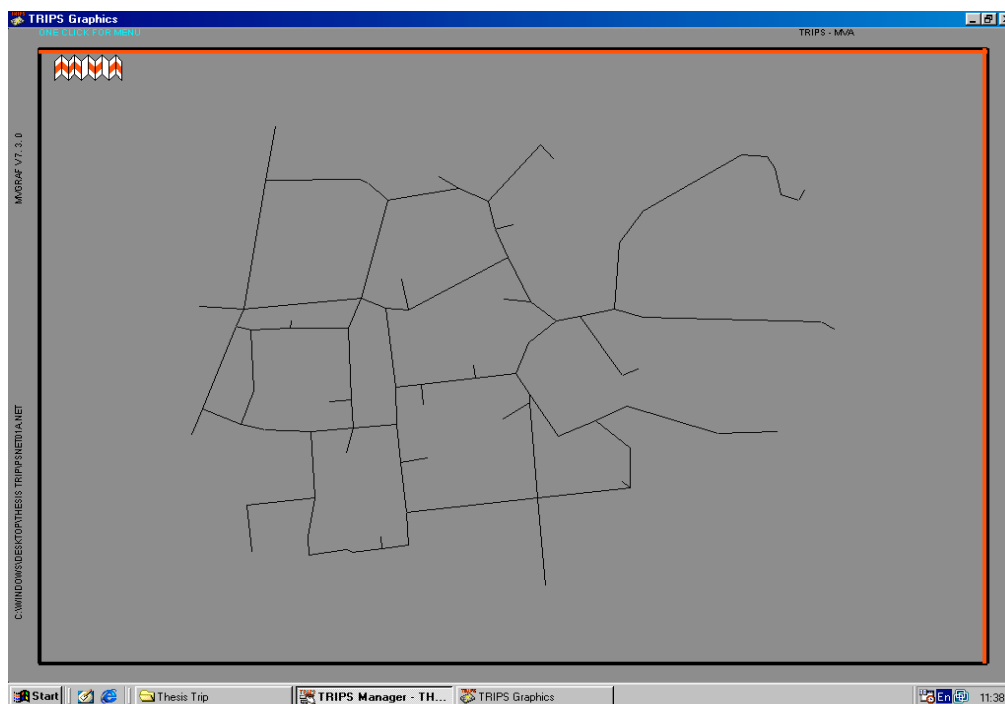 TRIPS Graphics
ONE CLICK FOR MENU
TRIPS - MVA
MVA
MVGRAF V7.3.0
C:\WINDOWS\DESKTOP\THESIS TRIP\PSNET01A.NET
Start
Thesis Trip
TRIPS Manager - TH...
TRIPS Graphics
En
11:38